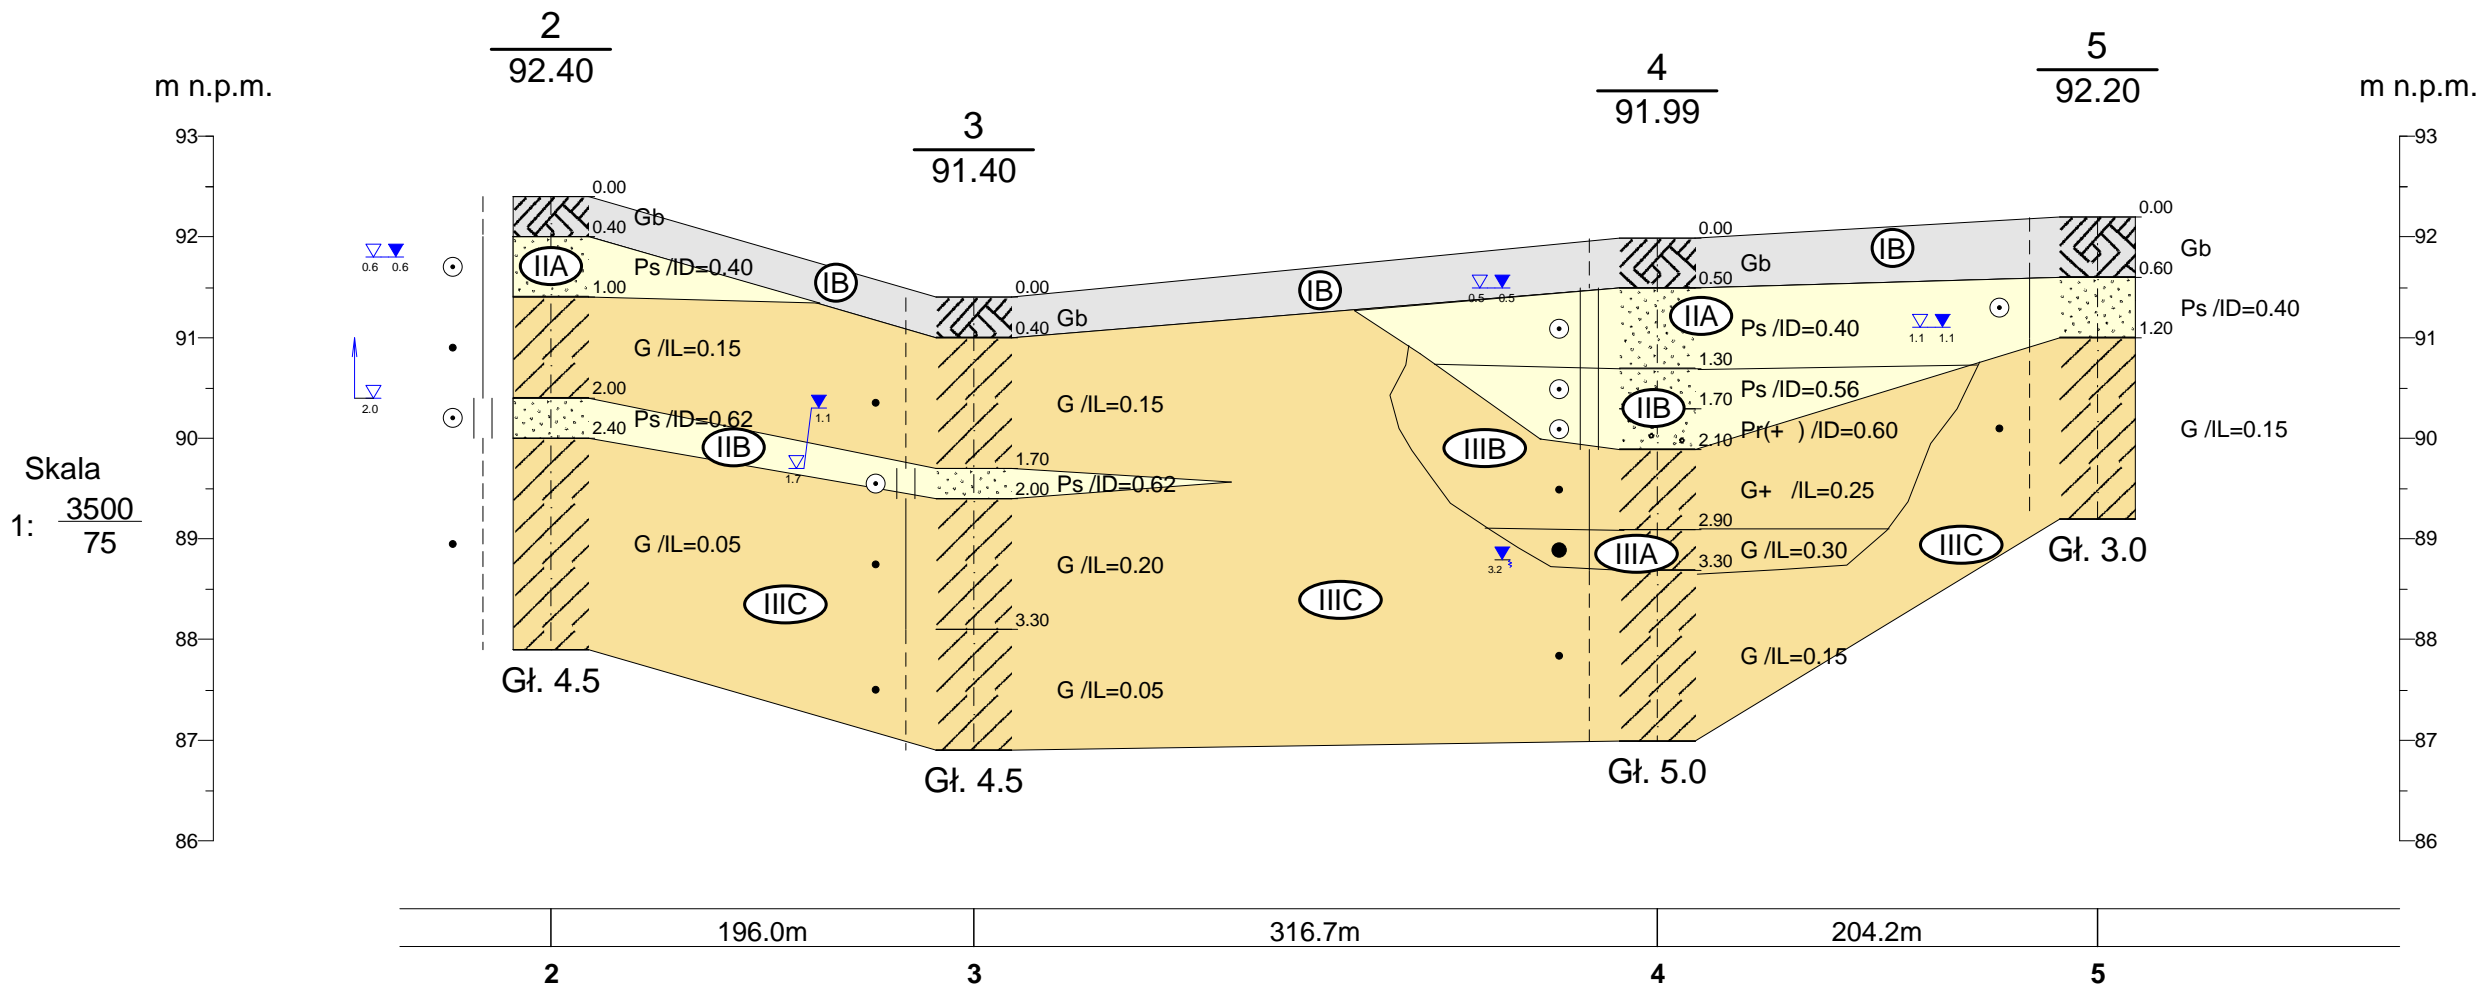 2
92.40
3
91.40
4
91.99
5
92.20
m n.p.m.
m n.p.m.
93
92
91
90
89
88
87
86
93
92
91
90
89
88
87
86
Skala
1: 3500
75
0.6 0.6
2.0
0.00
0.40
1.00
2.00
2.40
Gb
IIA
Ps /ID=0.40
G /IL=0.15
Ps /ID=0.62
IIB
G /IL=0.05
Gł. 4.5
IB
1.1
1.7
IIIC
0.00
0.40
1.70
2.00
3.30
Gb
G /IL=0.15
Ps /ID=0.62
G /IL=0.20
G /IL=0.05
Gł. 4.5
IB
IIIC
IIIB
0.5 0.5
3.2
0.00
0.50
1.30
1.70
2.10
2.90
3.30
Gb
IIA
Ps /ID=0.40
Ps /ID=0.56
IIB
Pr(+ ) /ID=0.60
G+ /IL=0.25
IIIA
G /IL=0.30
G /IL=0.15
Gł. 5.0
IB
1.1 1.1
IIIC
0.00
0.60
1.20
Gb
Ps /ID=0.40
G /IL=0.15
Gł. 3.0
196.0m 316.7m 204.2m
2 3 4 5